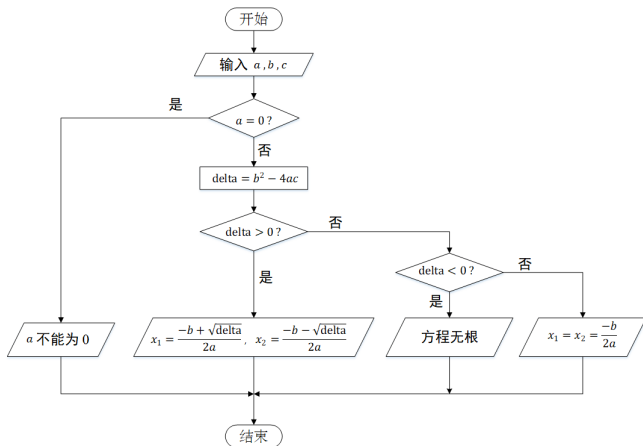 开始
输入 a, b, c
是
a = 0 ?
否
delta = b² − 4ac
否
delta > 0 ?
否
是
delta < 0 ?
是
a 不能为 0
x₁ = (−b + √delta)/(2a), x₂ = (−b − √delta)/(2a)
方程无根
x₁ = x₂ = −b/(2a)
结束